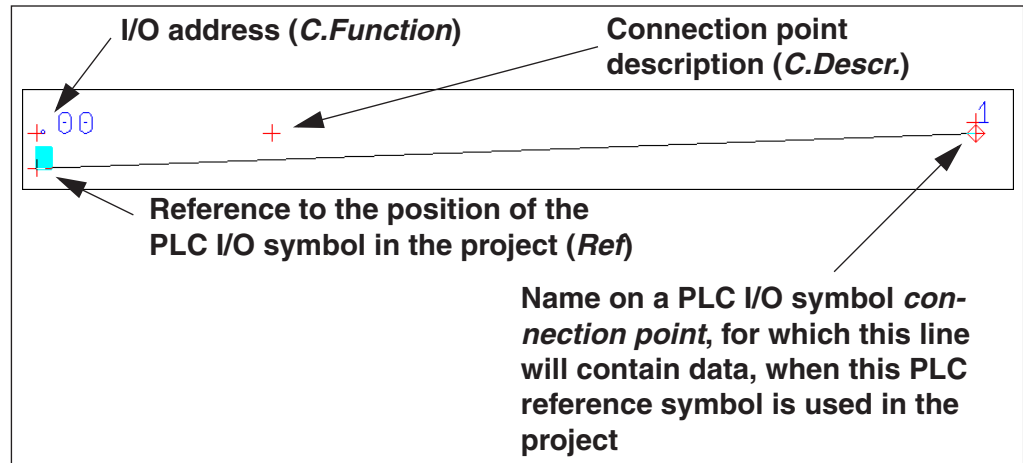 I/O address (C.Function)
Connection point
description (C.Descr.)
.00
1
Reference to the position of the
PLC I/O symbol in the project (Ref)
Name on a PLC I/O symbol con-
nection point, for which this line
will contain data, when this PLC
reference symbol is used in the
project